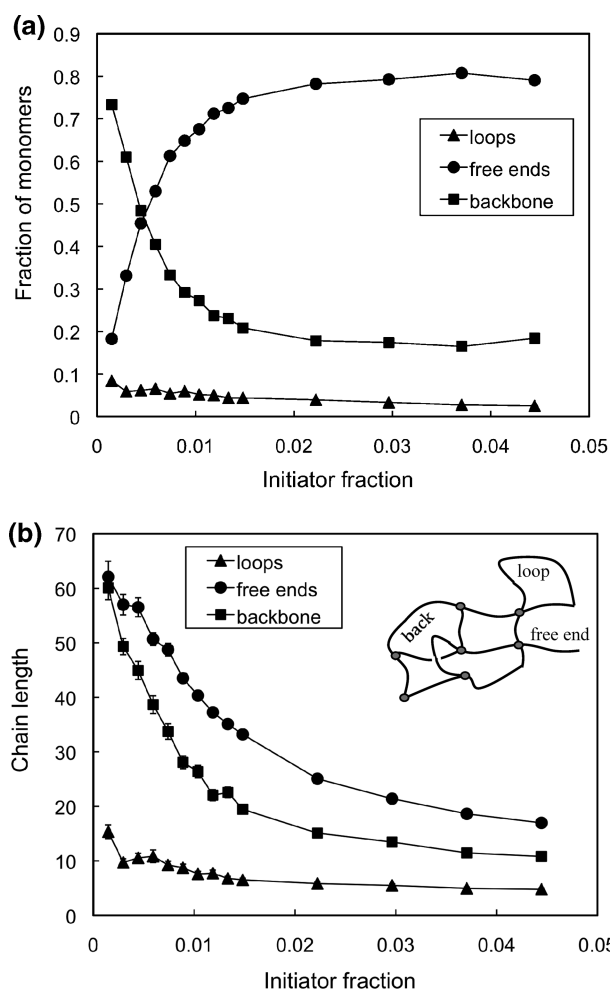 (a)
0.9
0.8
0.7
0.6
0.5
0.4
0.3
0.2
0.1
0
Fraction of monomers
loops
free ends
backbone
0 0.01 0.02 0.03 0.04 0.05
Initiator fraction
(b)
70
60
50
40
30
20
10
0
Chain length
loops
free ends
backbone
loop
back
free end
0 0.01 0.02 0.03 0.04 0.05
Initiator fraction